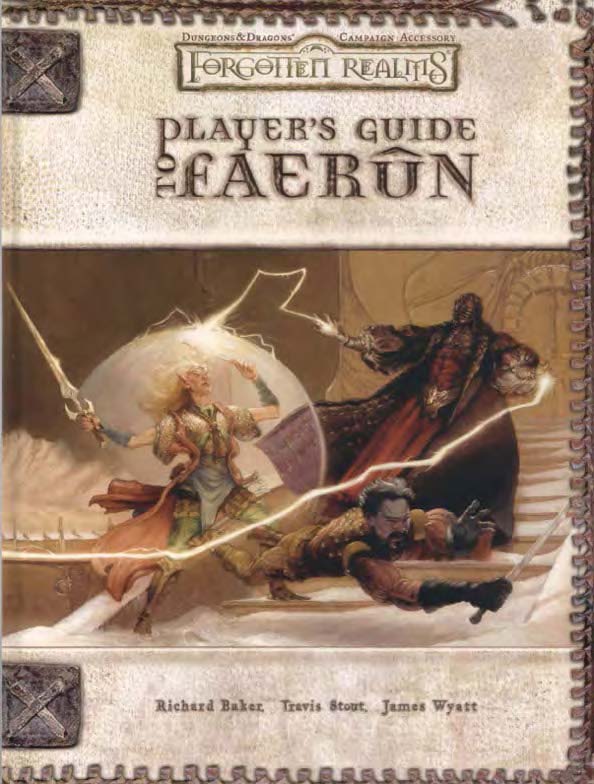 DUNGEONS & DRAGONS® CAMPAIGN ACCESSORY
FORGOTTEN REALMS
PLAYER'S GUIDE
TO FAERÛN
Richard Baker, Travis Stout, James Wyatt